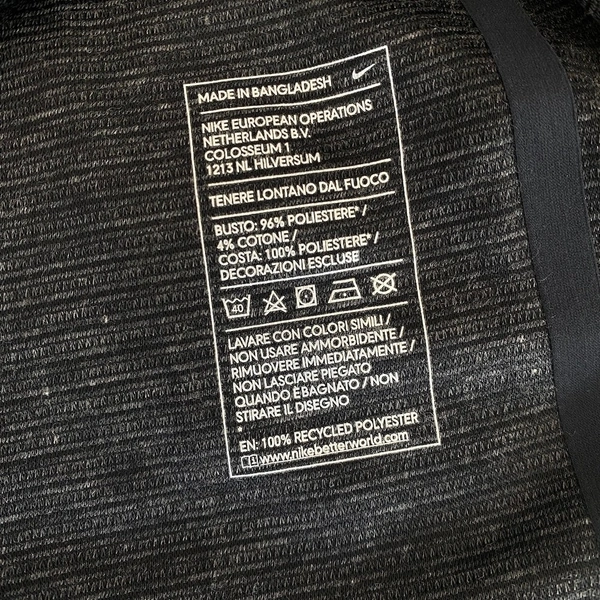 MADE IN BANGLADESH
NIKE EUROPEAN OPERATIONS
NETHERLANDS B.V.
COLOSSEUM 1
1213 NL HILVERSUM
TENERE LONTANO DAL FUOCO
BUSTO: 96% POLIESTERE* /
4% COTONE /
COSTA: 100% POLIESTERE* /
DECORAZIONI ESCLUSE
40
LAVARE CON COLORI SIMILI /
NON USARE AMMORBIDENTE /
RIMUOVERE IMMEDIATAMENTE /
NON LASCIARE PIEGATO
QUANDO È BAGNATO / NON
STIRARE IL DISEGNO
*
EN: 100% RECYCLED POLYESTER
www.nikebetterworld.com